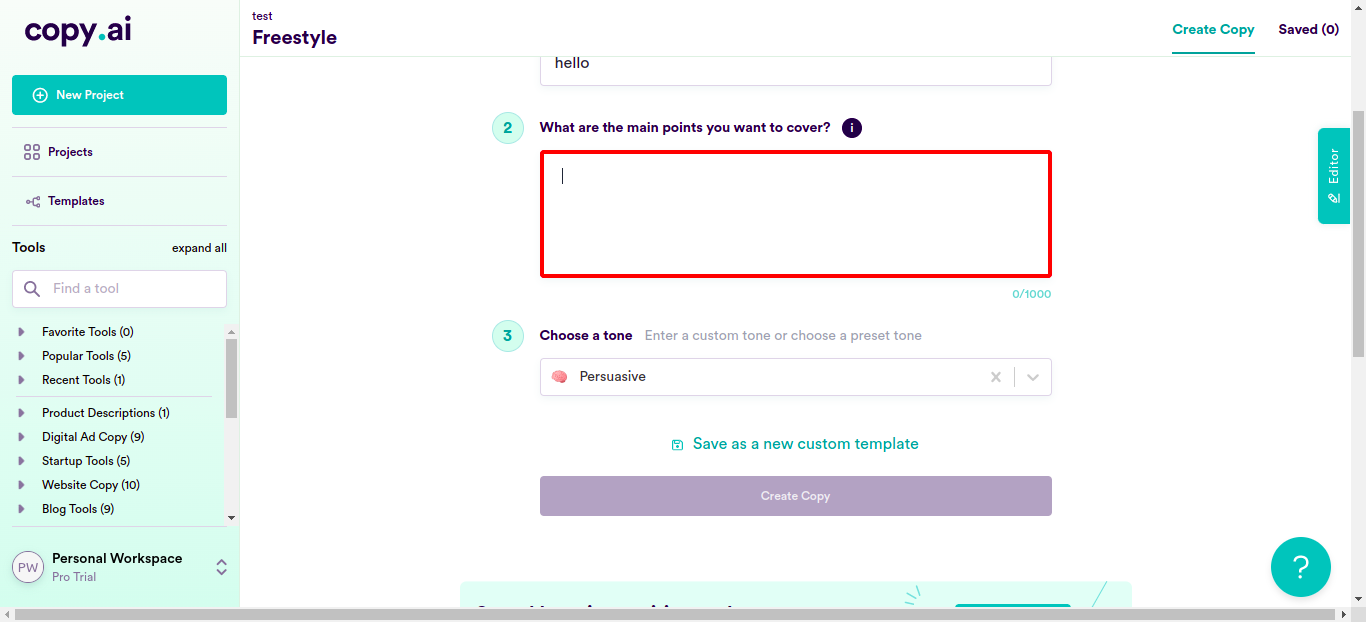 copy.ai
New Project
Projects
Templates
Tools
expand all
Find a tool
Favorite Tools (0)
Popular Tools (5)
Recent Tools (1)
Product Descriptions (1)
Digital Ad Copy (9)
Startup Tools (5)
Website Copy (10)
Blog Tools (9)
PW
Personal Workspace
Pro Trial
test
Freestyle
Create Copy
Saved (0)
hello
2
What are the main points you want to cover?
i
0/1000
3
Choose a tone
Enter a custom tone or choose a preset tone
Persuasive
Save as a new custom template
Create Copy
Editor
?